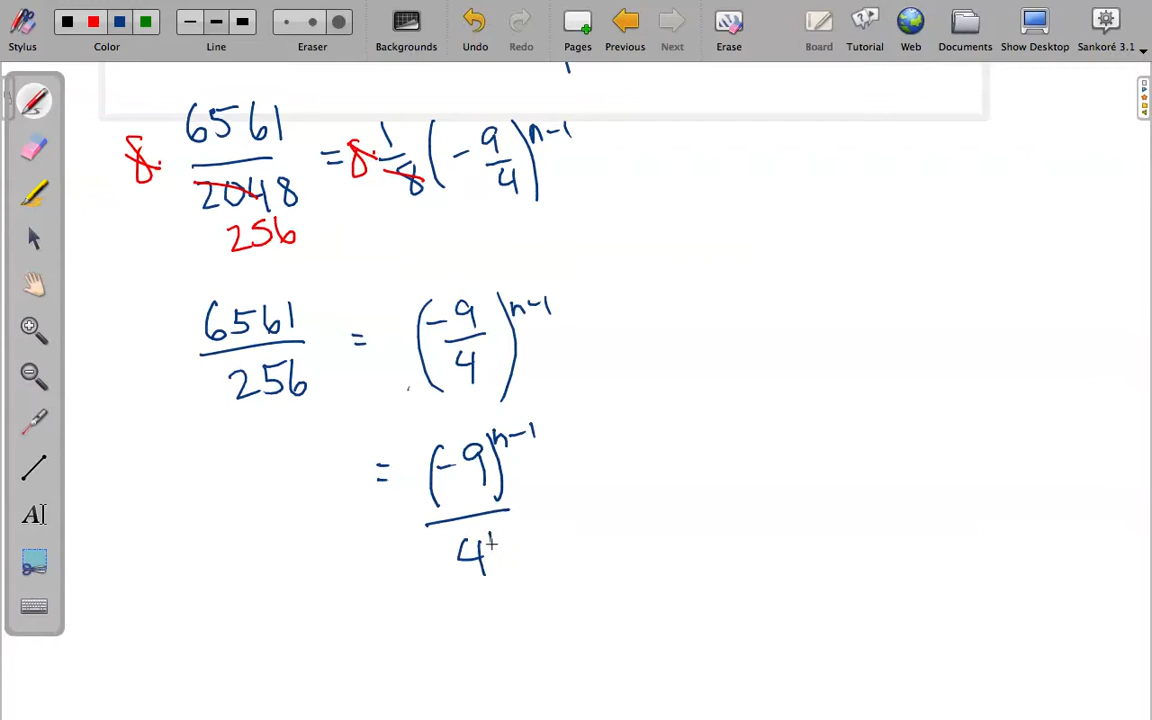 Stylus Color Line Eraser Backgrounds Undo Redo Pages Previous Next Erase Board Tutorial Web Documents Show Desktop Sankoré 3.1
8. 6561/2048 = 8. 1/8 (-9/4)^n-1
256
6561/256 = (-9/4)^n-1
= (-9)^n-1/4